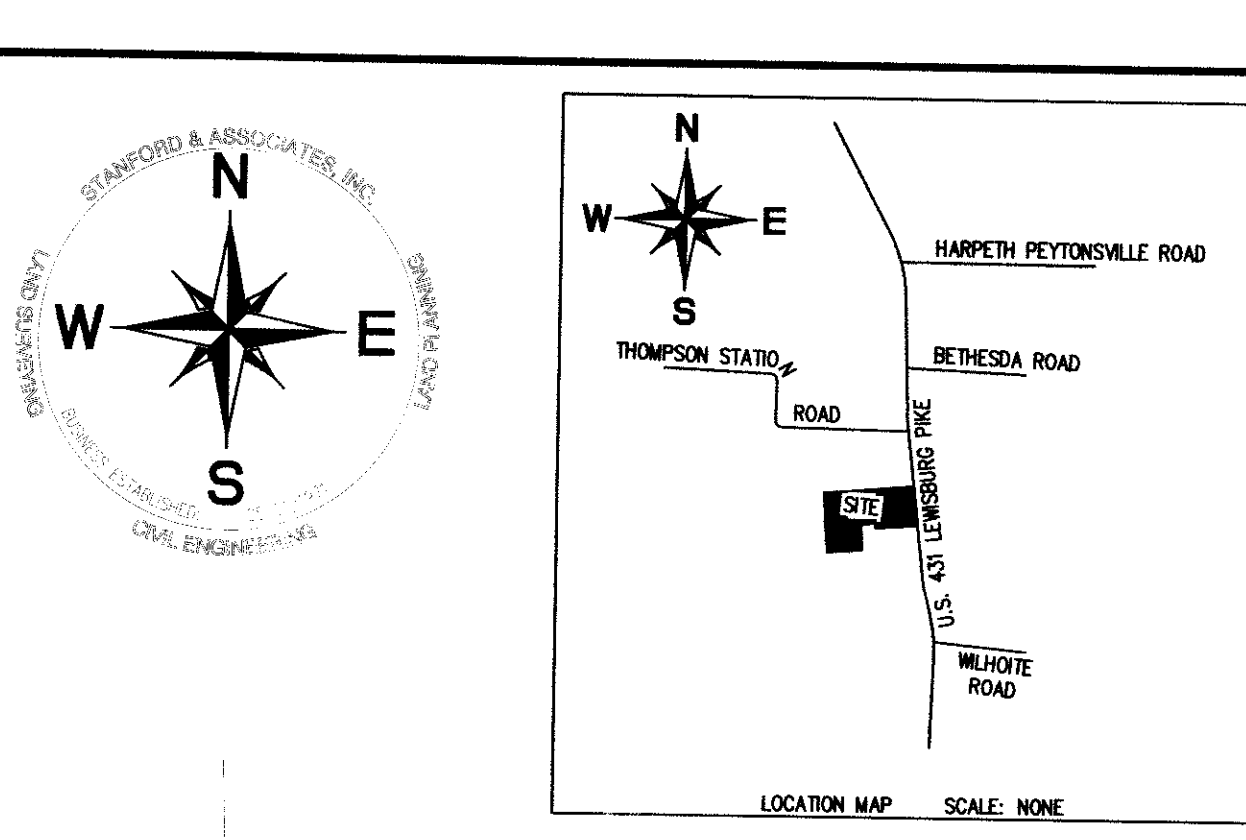 STANFORD & ASSOCIATES, INC.
LAND SURVEYING
LAND PLANNING
BUSINESS ESTABLISHED
CIVIL ENGINEERING
N
W
E
S
N
W
E
S
HARPETH PEYTONSVILLE ROAD
THOMPSON STATION
ROAD
BETHESDA ROAD
U.S. 431 LEWISBURG PIKE
SITE
WILHOITE
ROAD
LOCATION MAP SCALE: NONE